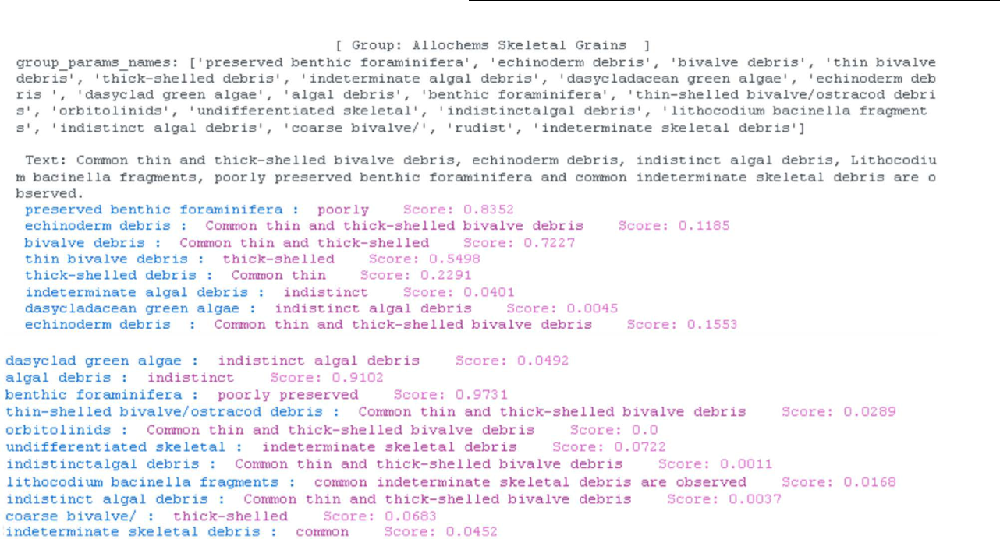 [ Group: Allochems Skeletal Grains ]
group_params_names: ['preserved benthic foraminifera', 'echinoderm debris', 'bivalve debris', 'thin bivalve
debris', 'thick-shelled debris', 'indeterminate algal debris', 'dasycladacean green algae', 'echinoderm deb
ris ', 'dasyclad green algae', 'algal debris', 'benthic foraminifera', 'thin-shelled bivalve/ostracod debri
s', 'orbitolinids', 'undifferentiated skeletal', 'indistinctalgal debris', 'lithocodium bacinella fragment
s', 'indistinct algal debris', 'coarse bivalve/', 'rudist', 'indeterminate skeletal debris']
Text: Common thin and thick-shelled bivalve debris, echinoderm debris, indistinct algal debris, Lithocodiu
m bacinella fragments, poorly preserved benthic foraminifera and common indeterminate skeletal debris are o
bserved.
preserved benthic foraminifera : poorly Score: 0.8352
echinoderm debris : Common thin and thick-shelled bivalve debris Score: 0.1185
bivalve debris : Common thin and thick-shelled Score: 0.7227
thin bivalve debris : thick-shelled Score: 0.5498
thick-shelled debris : Common thin Score: 0.2291
indeterminate algal debris : indistinct Score: 0.0401
dasycladacean green algae : indistinct algal debris Score: 0.0045
echinoderm debris : Common thin and thick-shelled bivalve debris Score: 0.1553
dasyclad green algae : indistinct algal debris Score: 0.0492
algal debris : indistinct Score: 0.9102
benthic foraminifera : poorly preserved Score: 0.9731
thin-shelled bivalve/ostracod debris : Common thin and thick-shelled bivalve debris Score: 0.0289
orbitolinids : Common thin and thick-shelled bivalve debris Score: 0.0
undifferentiated skeletal : indeterminate skeletal debris Score: 0.0722
indistinctalgal debris : Common thin and thick-shelled bivalve debris Score: 0.0011
lithocodium bacinella fragments : common indeterminate skeletal debris are observed Score: 0.0168
indistinct algal debris : Common thin and thick-shelled bivalve debris Score: 0.0037
coarse bivalve/ : thick-shelled Score: 0.0683
indeterminate skeletal debris : common Score: 0.0452